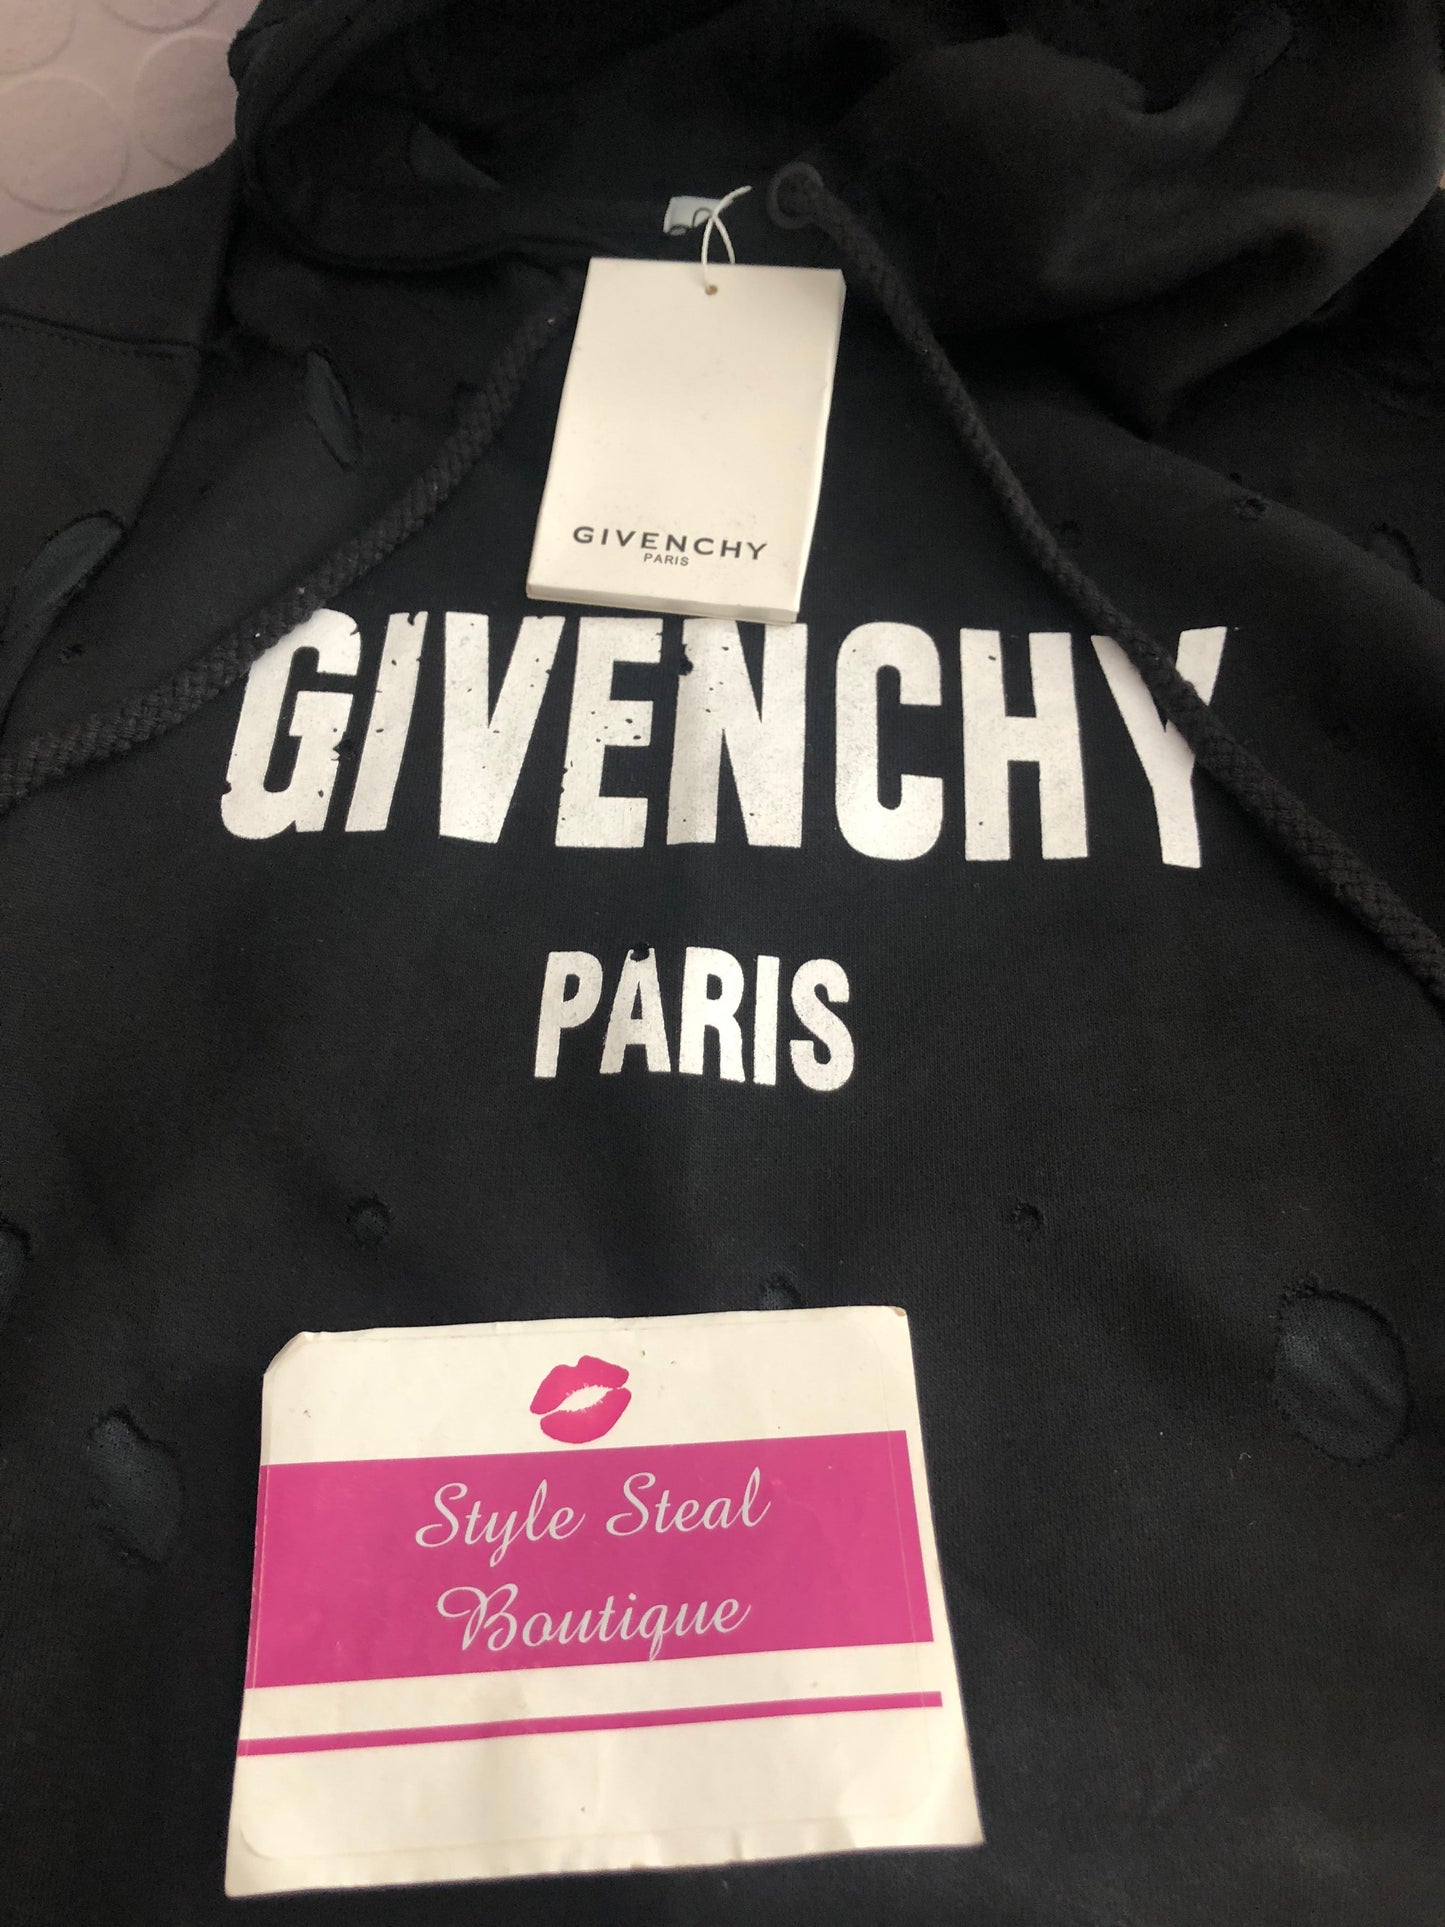 GIVENCHY
PARIS
GIVENCHY
PARIS
Style Steal
Boutique